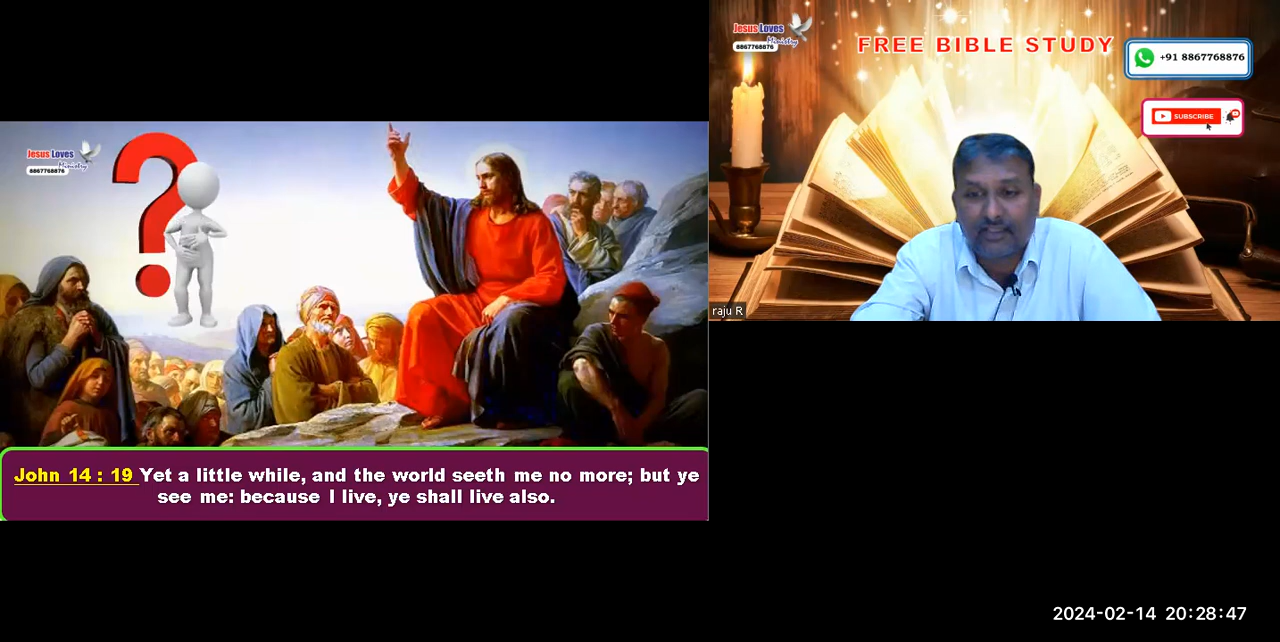 Jesus Loves
Ministry
8867768876
John 14 : 19 Yet a little while, and the world seeth me no more; but ye
see me: because I live, ye shall live also.
Jesus Loves
Ministry
8867768876
FREE BIBLE STUDY
+91 8867768876
SUBSCRIBE
raju R
2024-02-14 20:28:47